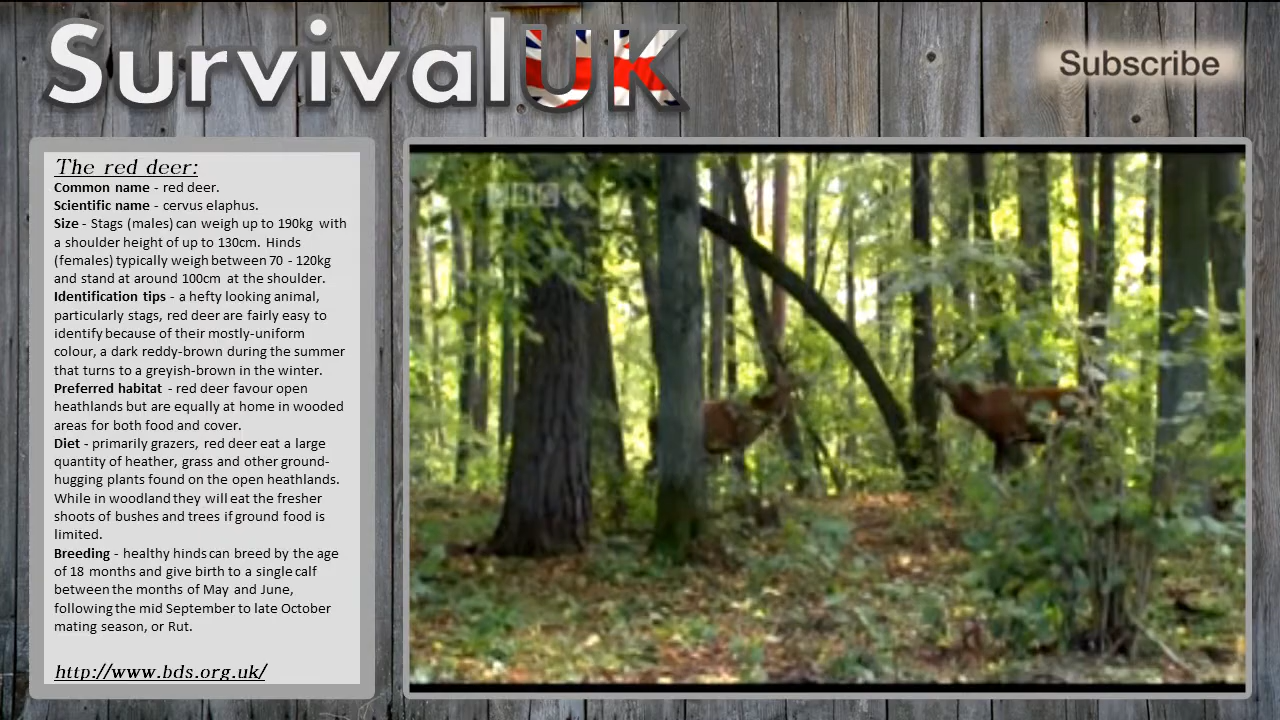 SurvivalUK
Subscribe
The red deer:
Common name - red deer.
Scientific name - cervus elaphus.
Size - Stags (males) can weigh up to 190kg with
a shoulder height of up to 130cm. Hinds
(females) typically weigh between 70 - 120kg
and stand at around 100cm at the shoulder.
Identification tips - a hefty looking animal,
particularly stags, red deer are fairly easy to
identify because of their mostly-uniform
colour, a dark reddy-brown during the summer
that turns to a greyish-brown in the winter.
Preferred habitat - red deer favour open
heathlands but are equally at home in wooded
areas for both food and cover.
Diet - primarily grazers, red deer eat a large
quantity of heather, grass and other ground-
hugging plants found on the open heathlands.
While in woodland they will eat the fresher
shoots of bushes and trees if ground food is
limited.
Breeding - healthy hinds can breed by the age
of 18 months and give birth to a single calf
between the months of May and June,
following the mid September to late October
mating season, or Rut.
http://www.bds.org.uk/
BBC